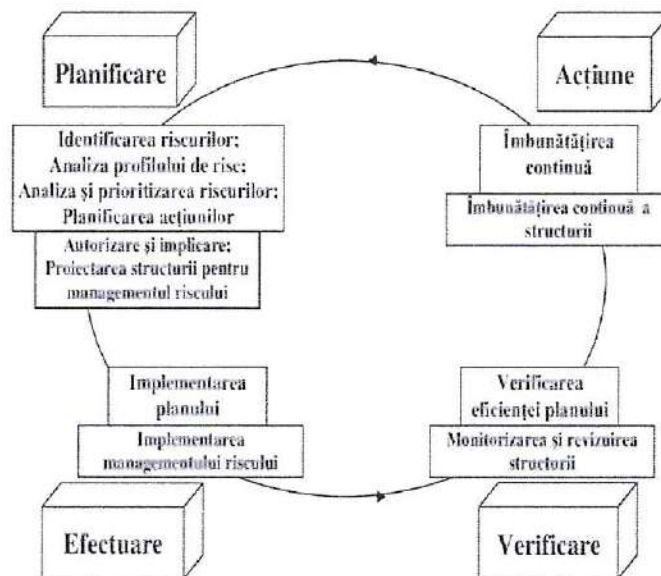 Planificare
Acțiune
Identificarea riscurilor;
Analiza profilului de risc;
Analiza și prioritizarea riscurilor;
Planificarea acțiunilor
Autorizare și implicare;
Proiectarea structurii pentru
managementul riscului
Îmbunătățirea
continuă
Îmbunătățirea continuă a
structurii
Implementarea
planului
Implementarea
managementului riscului
Verificarea
eficienței planului
Monitorizarea și revizuirea
structorii
Efectuare
Verificare